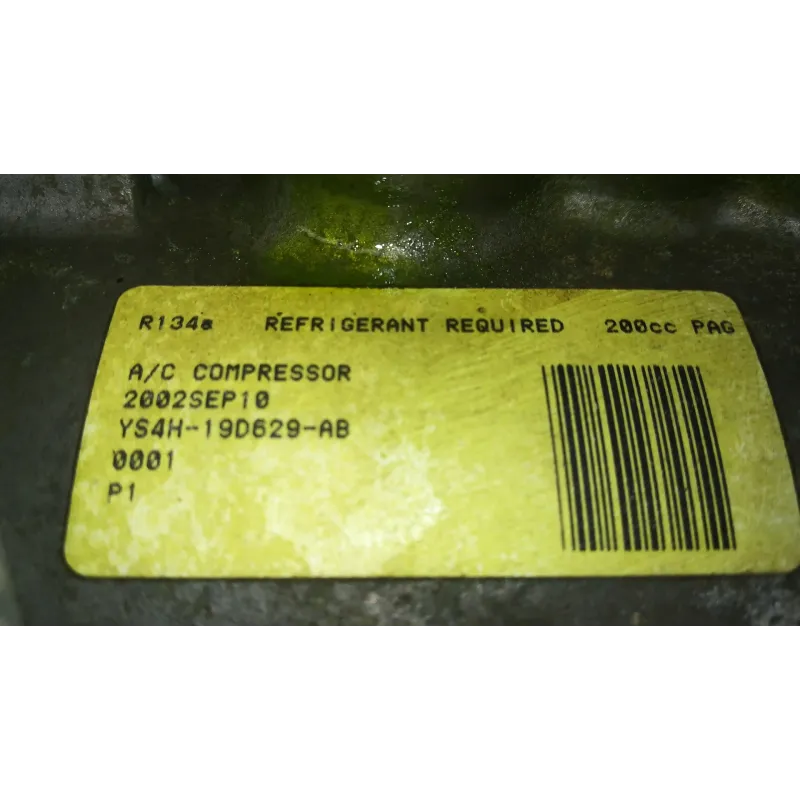 R134a REFRIGERANT REQUIRED 200cc PAG
A/C COMPRESSOR
2002SEP10
YS4H-19D629-AB
0001
P1